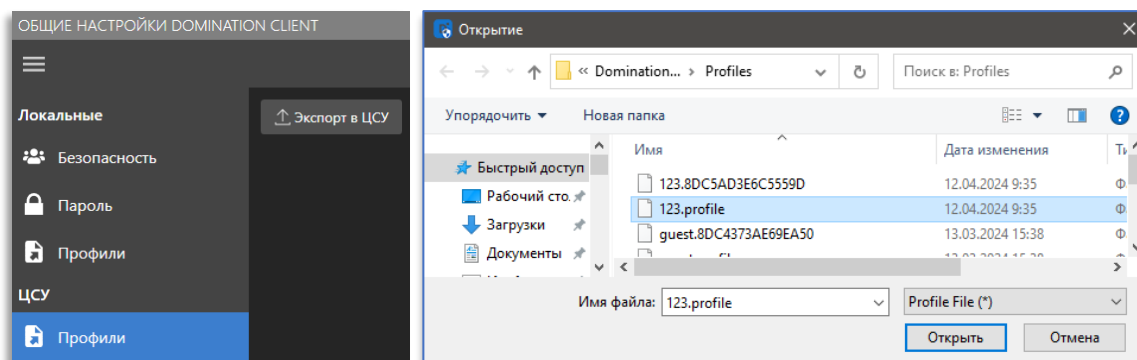 ОБЩИЕ НАСТРОЙКИ DOMINATION CLIENT
Локальные
Экспорт в ЦСУ
Безопасность
Пароль
Профили
ЦСУ
Профили
Открытие
« Domination... › Profiles
Поиск в: Profiles
Упорядочить
Новая папка
Имя
Дата изменения
Быстрый доступ
Рабочий сто.
Загрузки
Документы
123.8DC5AD3E6C5559D 12.04.2024 9:35 Ф
123.profile 12.04.2024 9:35 Ф
guest.8DC4373AE69EA50 13.03.2024 15:38 Ф
Имя файла: 123.profile
Profile File (*)
Открыть
Отмена